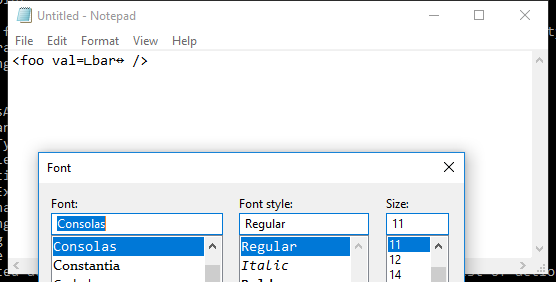 Untitled - Notepad
File Edit Format View Help
<foo val=∟bar↔ />
Font
Font: Font style: Size:
Consolas Regular 11
Consolas Regular 11
Constantia Italic 12
14